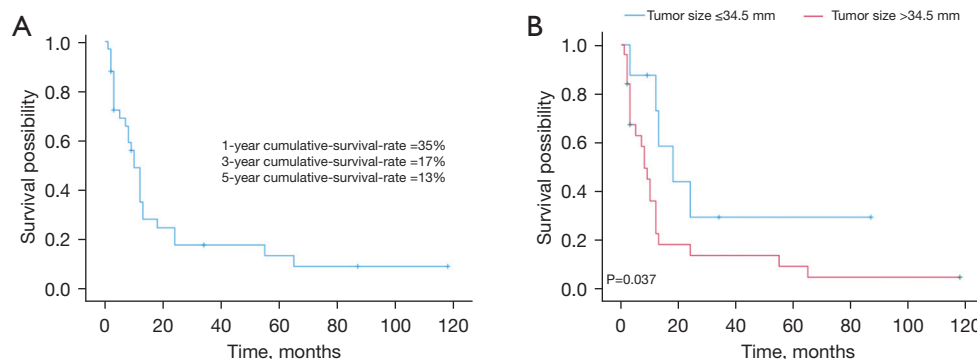 A
Survival possibility
1.0
0.8
0.6
0.4
0.2
0.0
1-year cumulative-survival-rate =35%
3-year cumulative-survival-rate =17%
5-year cumulative-survival-rate =13%
0 20 40 60 80 100 120
Time, months
B
Tumor size ≤34.5 mm Tumor size >34.5 mm
Survival possibility
1.0
0.8
0.6
0.4
0.2
0.0
P=0.037
0 20 40 60 80 100 120
Time, months